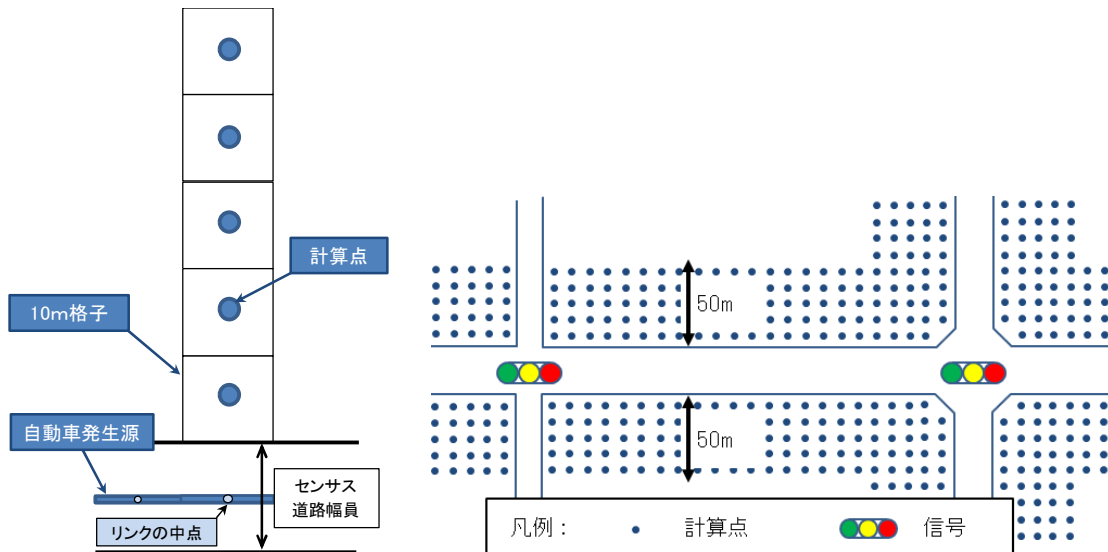 計算点
10m格子
自動車発生源
センサス
道路幅員
リンクの中点
50m
50m
凡例：
計算点
信号